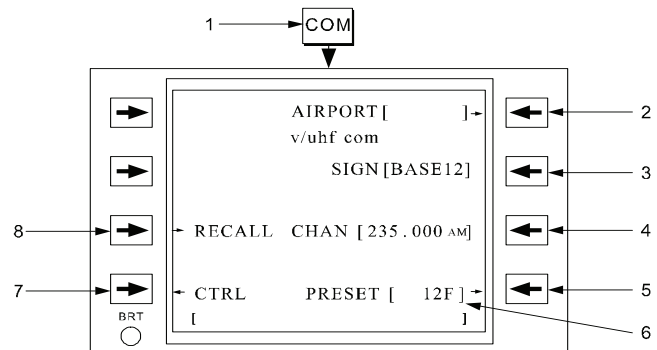 1 COM
AIRPORT [ ] 2
v/uhf com
SIGN [BASE12] 3
8 RECALL CHAN [235.000 AM] 4
7 CTRL PRESET [ 12F] 5
BRT [ ] 6